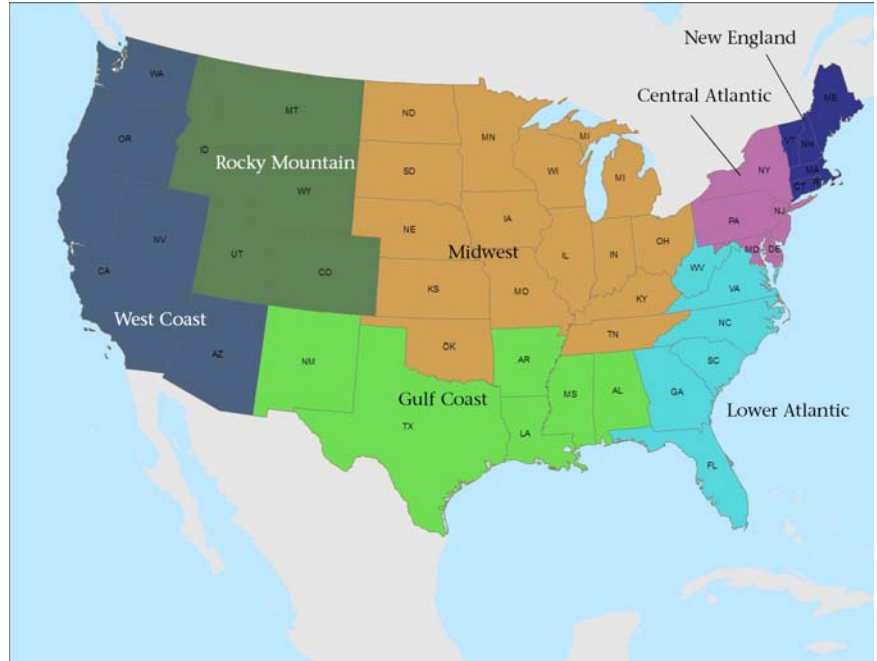 New England
Central Atlantic
WA
MT
ND
MN
MI
ME
VT
NH
OR
ID
Rocky Mountain
SD
WI
MI
NY
MA
CT
RI
WY
IA
PA
NJ
NE
NV
UT
CO
Midwest
IL
IN
OH
MD
DE
WV
CA
KS
MO
KY
VA
West Coast
NC
TN
AZ
NM
OK
AR
SC
Gulf Coast
MS
AL
GA
Lower Atlantic
TX
LA
FL